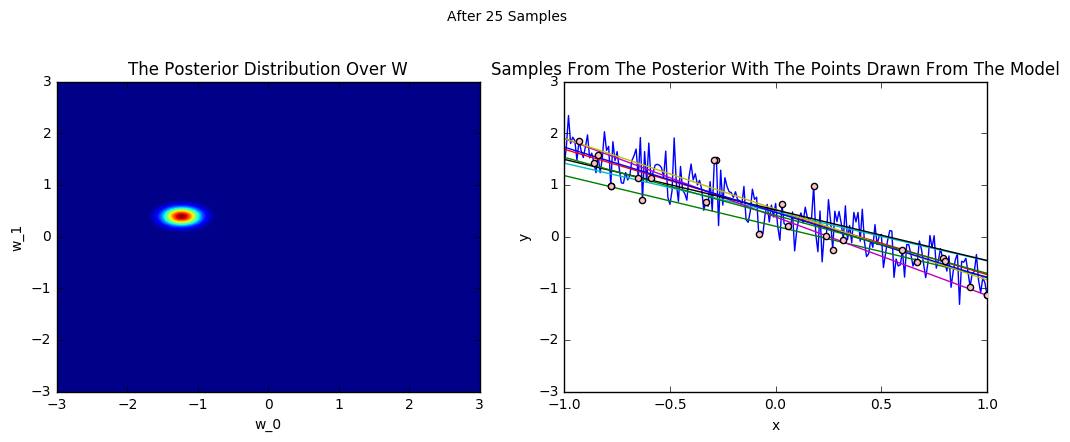 After 25 Samples
The Posterior Distribution Over W
3
2
1
0
−1
−2
−3
w_1
−3 −2 −1 0 1 2 3
w_0
Samples From The Posterior With The Points Drawn From The Model
3
2
1
0
−1
−2
−3
y
−1.0 −0.5 0.0 0.5 1.0
x